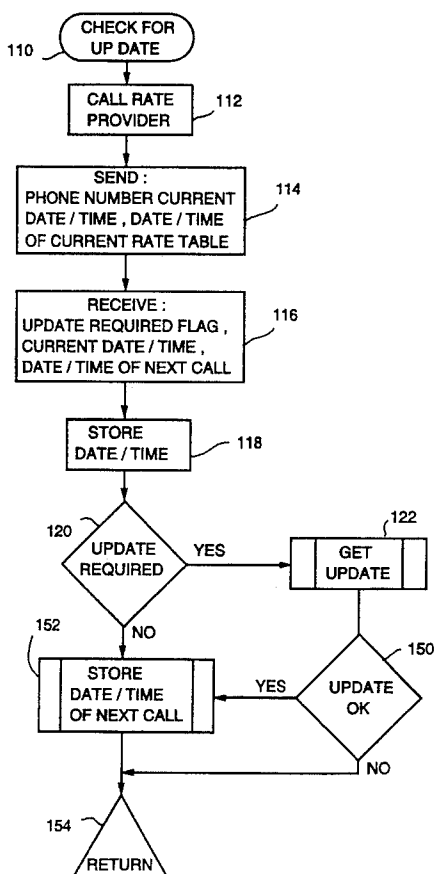 CHECK FOR
UP DATE
110
CALL RATE
PROVIDER
112
SEND :
PHONE NUMBER CURRENT
DATE / TIME , DATE / TIME
OF CURRENT RATE TABLE
114
RECEIVE :
UPDATE REQUIRED FLAG ,
CURRENT DATE / TIME ,
DATE / TIME OF NEXT CALL
116
STORE
DATE / TIME
118
120
UPDATE
REQUIRED
YES
122
GET
UPDATE
NO
152
STORE
DATE / TIME
OF NEXT CALL
YES
150
UPDATE
OK
NO
154
RETURN